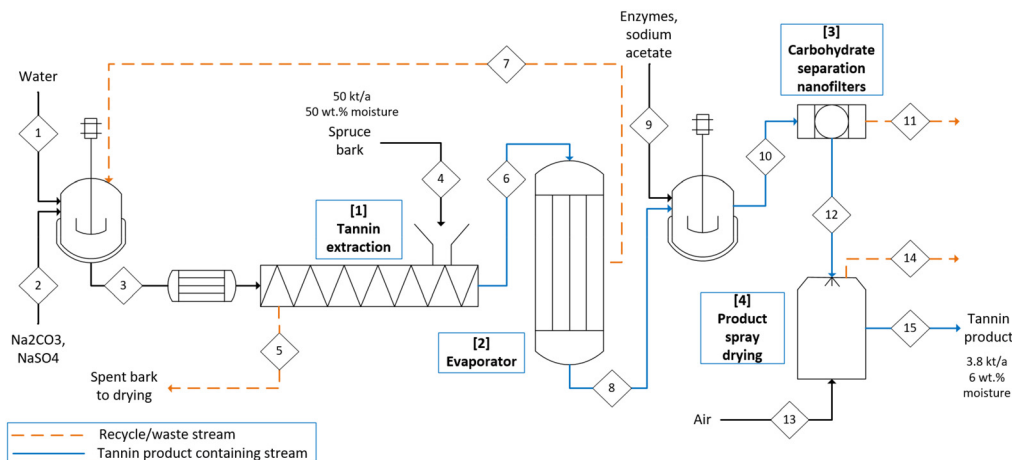 Enzymes,
sodium
acetate
[3]
Carbohydrate
separation
nanofilters
Water
7
50 kt/a
50 wt.% moisture
Spruce
bark
1
9
11
4
6
10
[1]
Tannin
extraction
12
2
3
14
[4]
Product
spray
drying
15
Tannin
product
3.8 kt/a
6 wt.%
moisture
Na2CO3,
NaSO4
5
[2]
Evaporator
8
Spent bark
to drying
Air
13
Recycle/waste stream
Tannin product containing stream